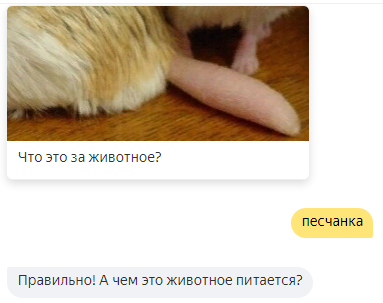 Что это за животное?
песчанка
Правильно! А чем это животное питается?